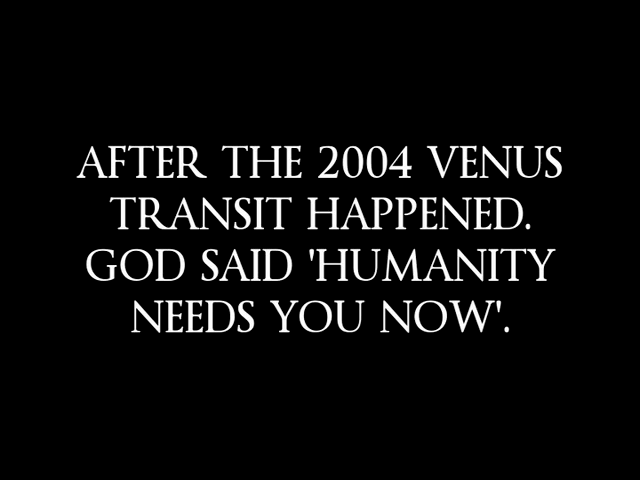 AFTER THE 2004 VENUS
TRANSIT HAPPENED.
GOD SAID 'HUMANITY
NEEDS YOU NOW'.